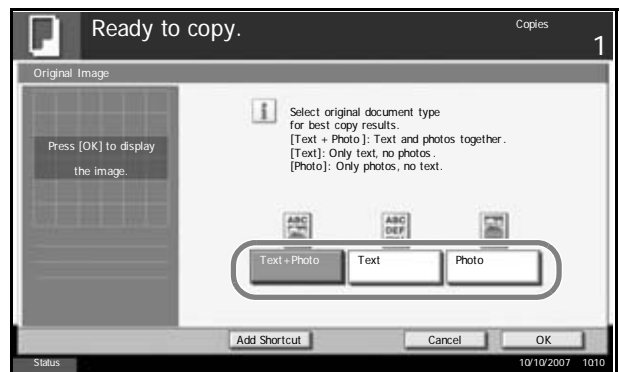 Ready to copy.
Copies
1
Original Image
Press [OK] to display
the image.
i
Select original document type
for best copy results.
[Text + Photo]: Text and photos together.
[Text]: Only text, no photos.
[Photo]: Only photos, no text.
ABC
ABC
DEF
Text+Photo
Text
Photo
Add Shortcut
Cancel
OK
Status
10/10/2007
1010